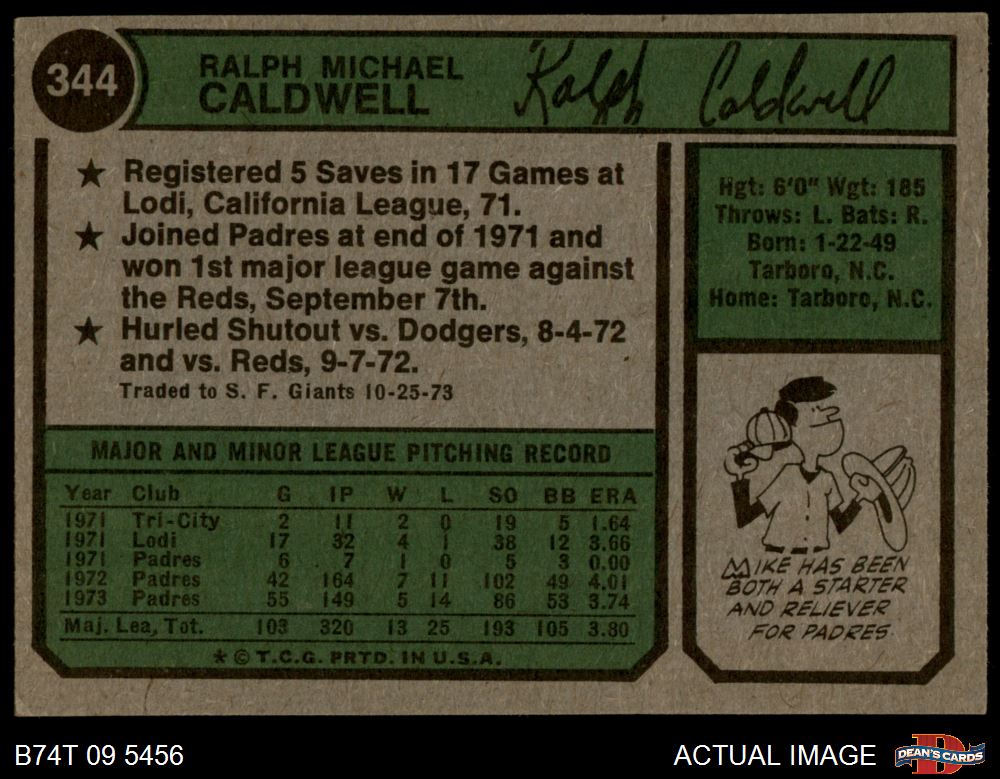 344
RALPH MICHAEL
CALDWELL
Ralph Caldwell
★ Registered 5 Saves in 17 Games at
Lodi, California League, 71.
★ Joined Padres at end of 1971 and
won 1st major league game against
the Reds, September 7th.
★ Hurled Shutout vs. Dodgers, 8-4-72
and vs. Reds, 9-7-72.
Traded to S. F. Giants 10-25-73
Hgt: 6'0" Wgt: 185
Throws: L. Bats: R.
Born: 1-22-49
Tarboro, N.C.
Home: Tarboro, N.C.
MAJOR AND MINOR LEAGUE PITCHING RECORD
Year Club G IP W L SO BB ERA
1971 Tri-City 2 11 2 0 19 5 1.64
1971 Lodi 17 32 4 1 38 12 3.66
1971 Padres 6 7 1 0 5 3 0.00
1972 Padres 42 164 7 11 102 49 4.01
1973 Padres 55 149 5 14 86 53 3.74
Maj. Lea, Tot. 103 320 13 25 193 105 3.80
★ © T.C.G. PRTD. IN U.S.A.
MIKE HAS BEEN
BOTH A STARTER
AND RELIEVER
FOR PADRES
B74T 09 5456
ACTUAL IMAGE
DEAN'S CARDS